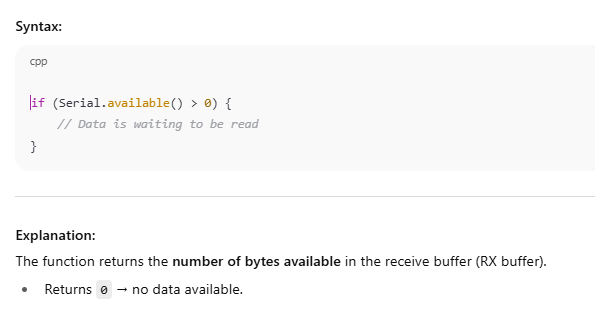 Syntax:
cpp
if (Serial.available() > 0) {
// Data is waiting to be read
}
Explanation:
The function returns the number of bytes available in the receive buffer (RX buffer).
• Returns 0 → no data available.